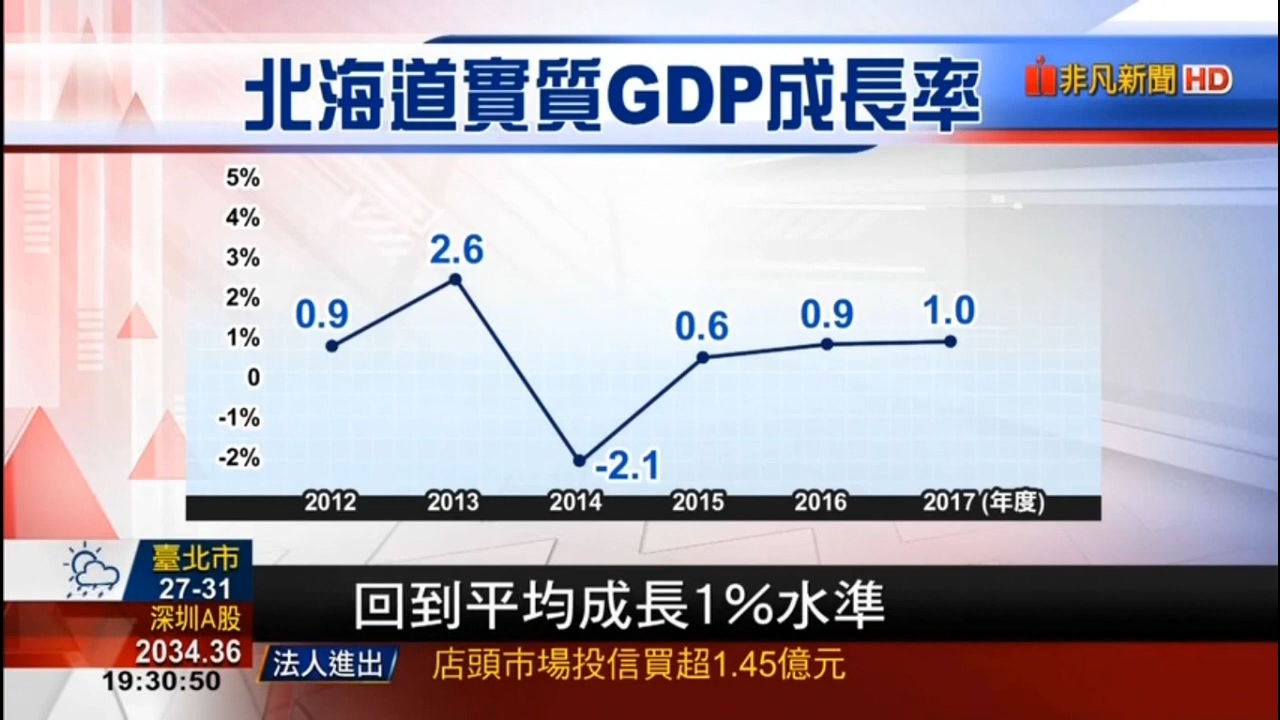 北海道實質GDP成長率
非凡新聞HD
5%
4%
3%
2%
1%
0
-1%
-2%
0.9
2.6
-2.1
0.6
0.9
1.0
2012 2013 2014 2015 2016 2017 (年度)
臺北市
27-31
深圳A股
2034.36
19:30:50
回到平均成長1%水準
法人進出 店頭市場投信買超1.45億元